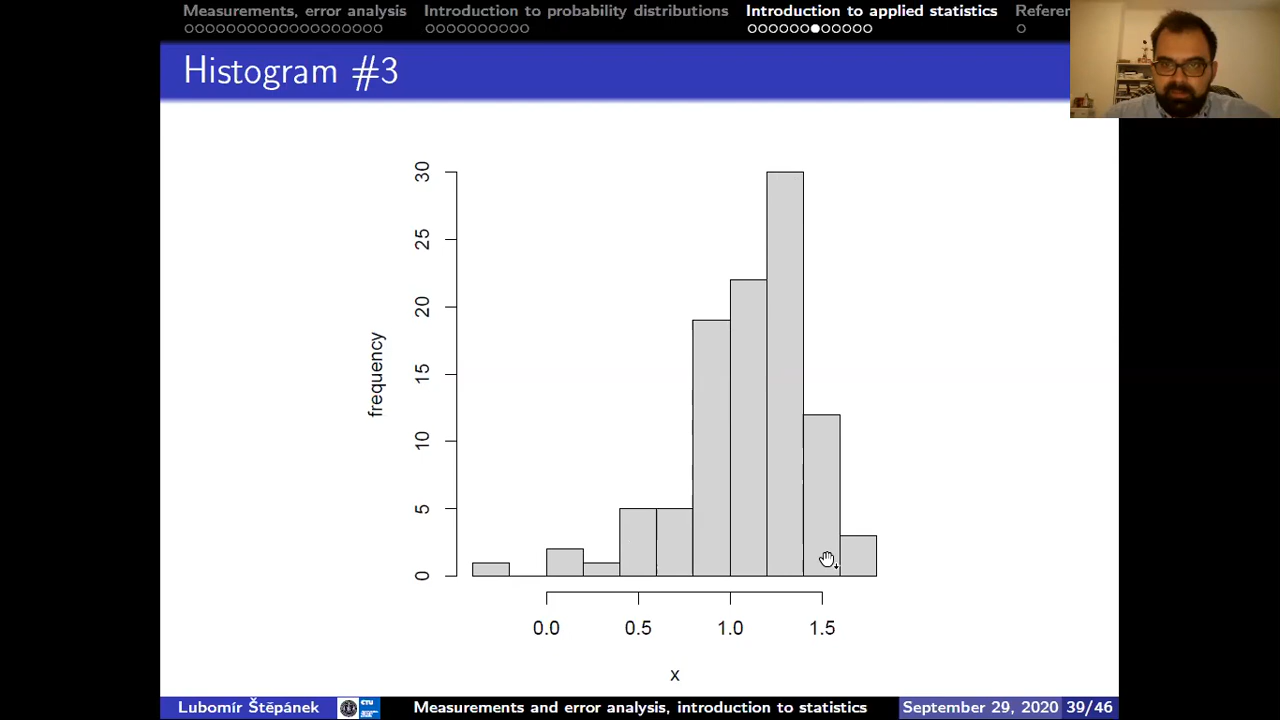 Measurements, error analysis Introduction to probability distributions Introduction to applied statistics Refere
Histogram #3
30
25
20
15
10
5
0
frequency
0.0 0.5 1.0 1.5
x
Lubomír Štěpánek CTU Measurements and error analysis, introduction to statistics September 29, 2020 39/46